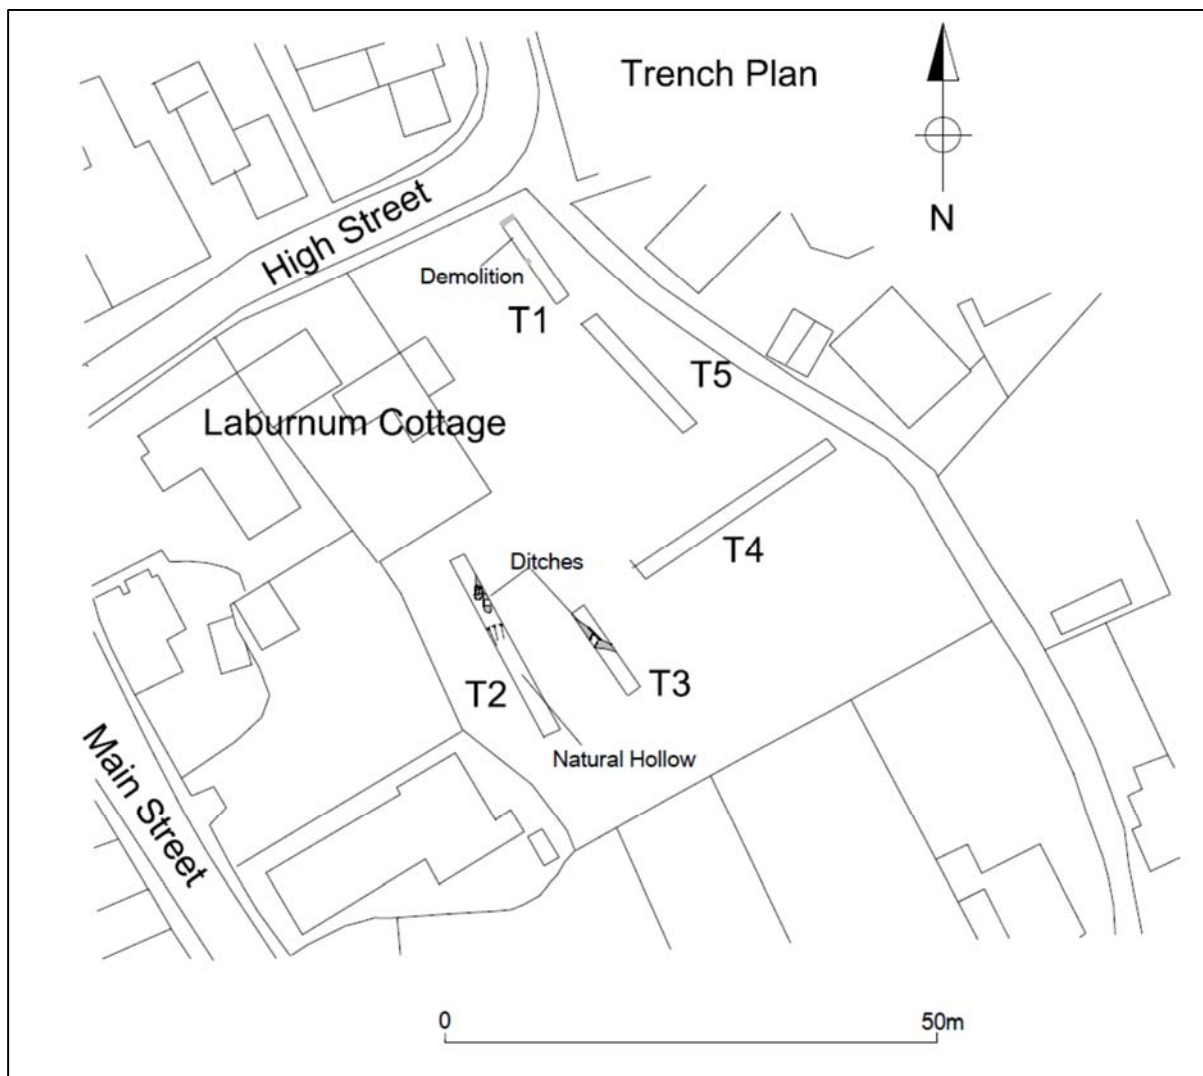 Trench Plan
N
High Street
Demolition
T1
T5
Laburnum Cottage
T4
Ditches
T3
T2
Natural Hollow
Main Street
0
50m